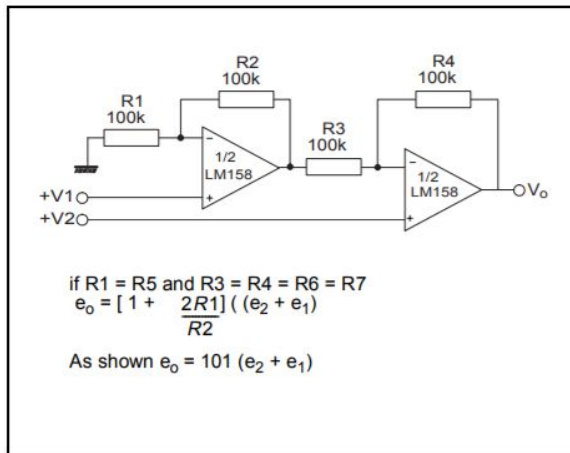 R2
100k
R4
100k
R1
100k
R3
100k
1/2
LM158
1/2
LM158
Vo
+V1
+V2
if R1 = R5 and R3 = R4 = R6 = R7
eo = [ 1 + 2R1/R2 ] ( (e2 + e1)
As shown eo = 101 (e2 + e1)